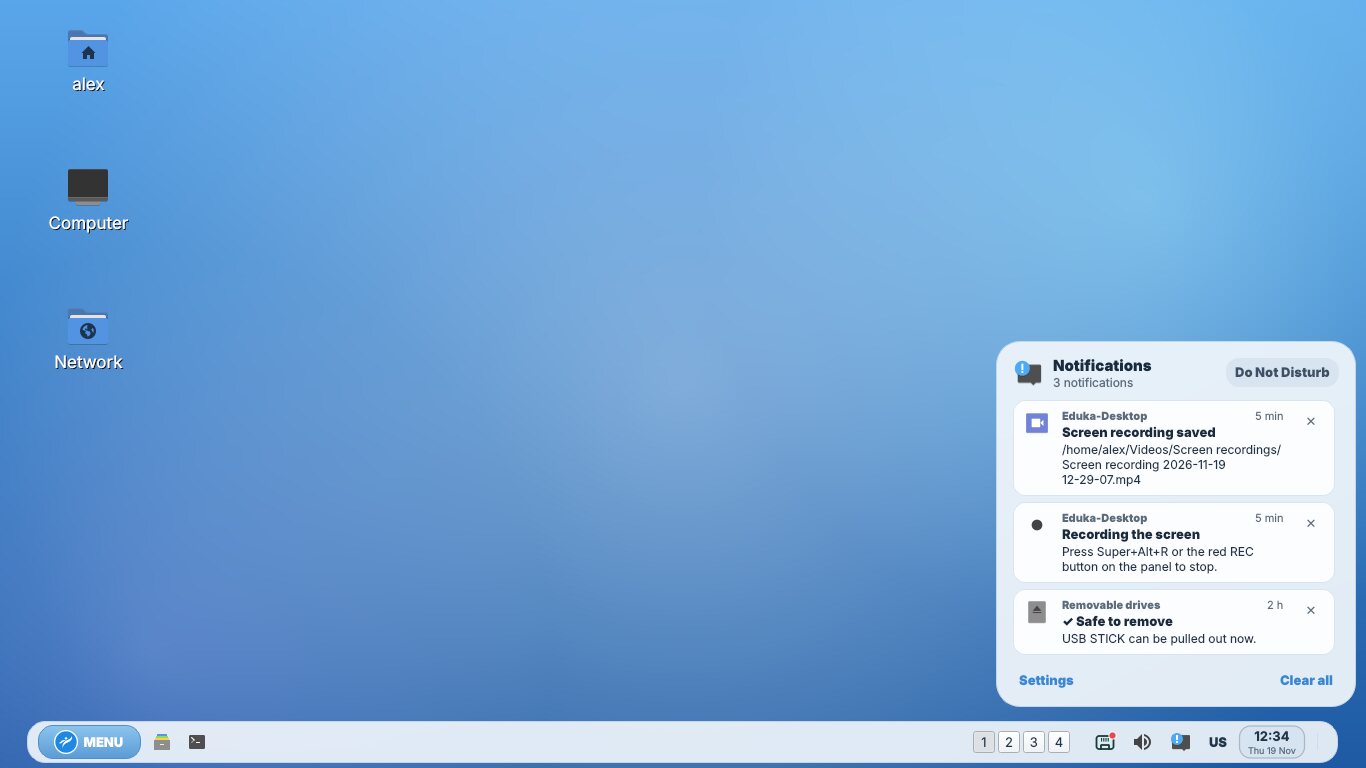 alex
Computer
Network
Notifications
3 notifications
Do Not Disturb
Eduka-Desktop
5 min
Screen recording saved
/home/alex/Videos/Screen recordings/
Screen recording 2026-11-19
12-29-07.mp4
Eduka-Desktop
5 min
Recording the screen
Press Super+Alt+R or the red REC
button on the panel to stop.
Removable drives
2 h
✔ Safe to remove
USB STICK can be pulled out now.
Settings
Clear all
MENU
1 2 3 4
US
12:34
Thu 19 Nov